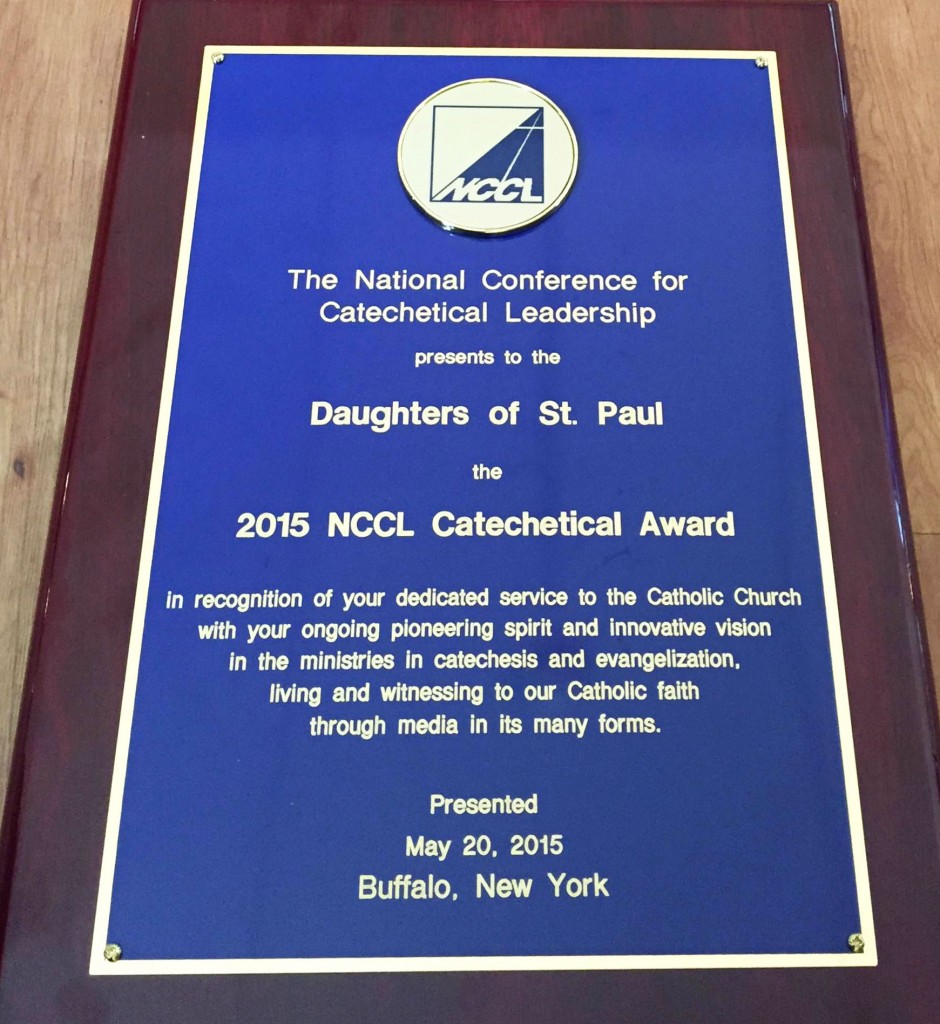 NCCL
The National Conference for
Catechetical Leadership
presents to the
Daughters of St. Paul
the
2015 NCCL Catechetical Award
in recognition of your dedicated service to the Catholic Church
with your ongoing pioneering spirit and innovative vision
in the ministries in catechesis and evangelization,
living and witnessing to our Catholic faith
through media in its many forms.
Presented
May 20, 2015
Buffalo, New York